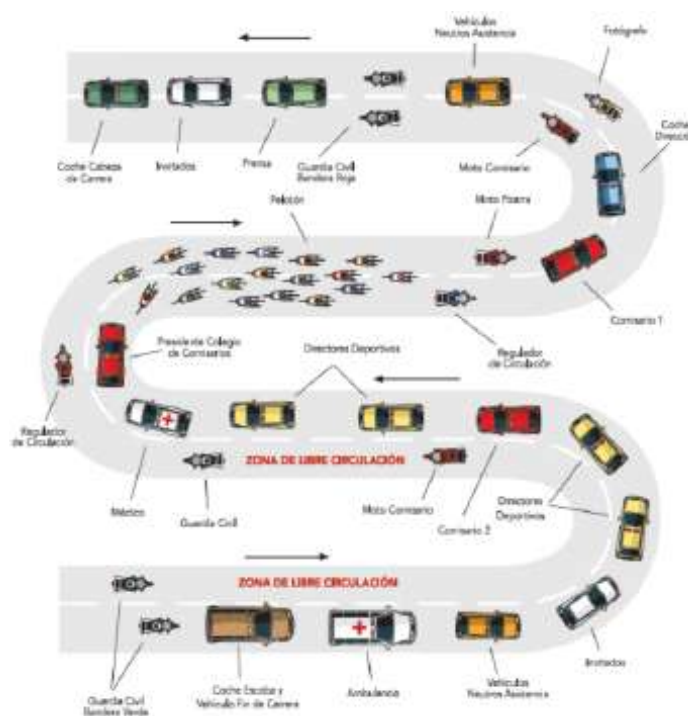 Vehículos
Neutros Asistencia
Fotógrafo
Coche Cabeza
de Carrera
Invitados
Prensa
Guardia Civil
Bandera Roja
Moto Comisario
Coche
Dirección
Pelotón
Moto Pizarra
Comisario 1
Presidente Colegio
de Comisarios
Directores Deportivos
Regulador
de Circulación
Regulador
de Circulación
ZONA DE LIBRE CIRCULACIÓN
Médico
Guardia Civil
Moto Comisario
Comisario 2
Directores
Deportivos
ZONA DE LIBRE CIRCULACIÓN
Invitados
Guardia Civil
Bandera Verde
Coche Escoba y
Vehículo Fin de Carrera
Ambulancia
Vehículos
Neutros Asistencia